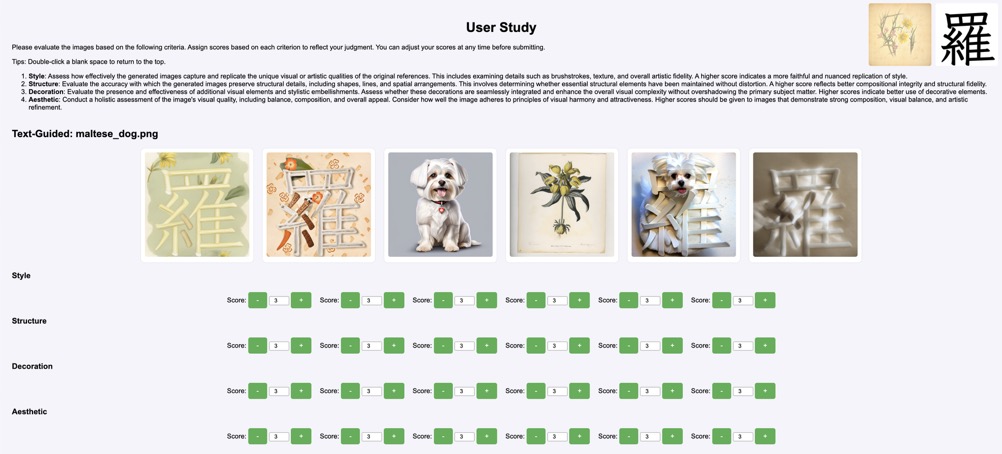 User Study
羅
Please evaluate the images based on the following criteria. Assign scores based on each criterion to reflect your judgment. You can adjust your scores at any time before submitting.
Tips: Double-click a blank space to return to the top.
1. Style: Assess how effectively the generated images capture and replicate the unique visual or artistic qualities of the original references. This includes examining details such as brushstrokes, texture, and overall artistic fidelity. A higher score indicates a more faithful and nuanced replication of style.
2. Structure: Evaluate the accuracy with which the generated images preserve structural details, including shapes, lines, and spatial arrangements. This involves determining whether essential structural elements have been maintained without distortion. A higher score reflects better compositional integrity and structural fidelity.
3. Decoration: Evaluate the presence and effectiveness of additional visual elements and stylistic embellishments. Assess whether these decorations are seamlessly integrated and enhance the overall visual complexity without overshadowing the primary subject matter. Higher scores indicate better use of decorative elements.
4. Aesthetic: Conduct a holistic assessment of the image's visual quality, including balance, composition, and overall appeal. Consider how well the image adheres to principles of visual harmony and attractiveness. Higher scores should be given to images that demonstrate strong composition, visual balance, and artistic
refinement.
Text-Guided: maltese_dog.png
羅 羅 羅 羅
Style
Score: - 3 + Score: - 3 + Score: - 3 + Score: - 3 + Score: - 3 + Score: - 3 +
Structure
Score: - 3 + Score: - 3 + Score: - 3 + Score: - 3 + Score: - 3 + Score: - 3 +
Decoration
Score: - 3 + Score: - 3 + Score: - 3 + Score: - 3 + Score: - 3 + Score: - 3 +
Aesthetic
Score: - 3 + Score: - 3 + Score: - 3 + Score: - 3 + Score: - 3 + Score: - 3 +